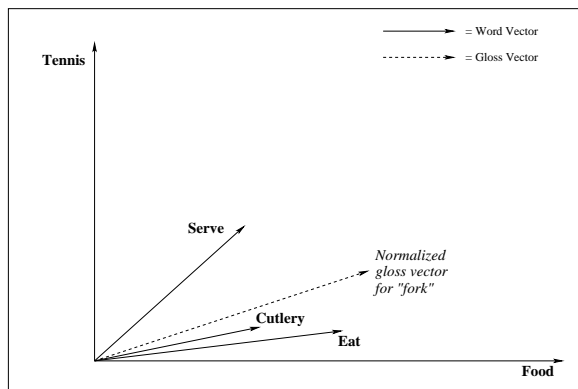 = Word Vector
Tennis
= Gloss Vector
Serve
Normalized
gloss vector
for "fork"
Cutlery
Eat
Food